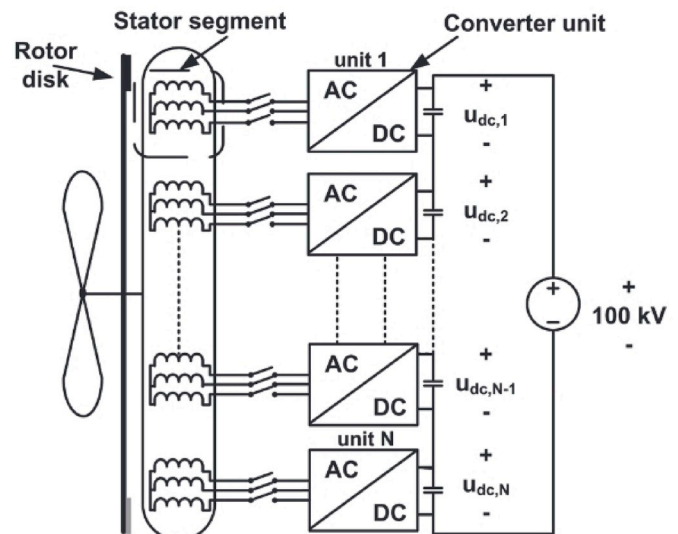 Stator segment
Converter unit
Rotor
disk
unit 1
AC
DC
+
u_dc,1
-
AC
DC
+
u_dc,2
-
+
-
+
100 kV
-
AC
DC
+
u_dc,N-1
-
unit N
AC
DC
+
u_dc,N
-